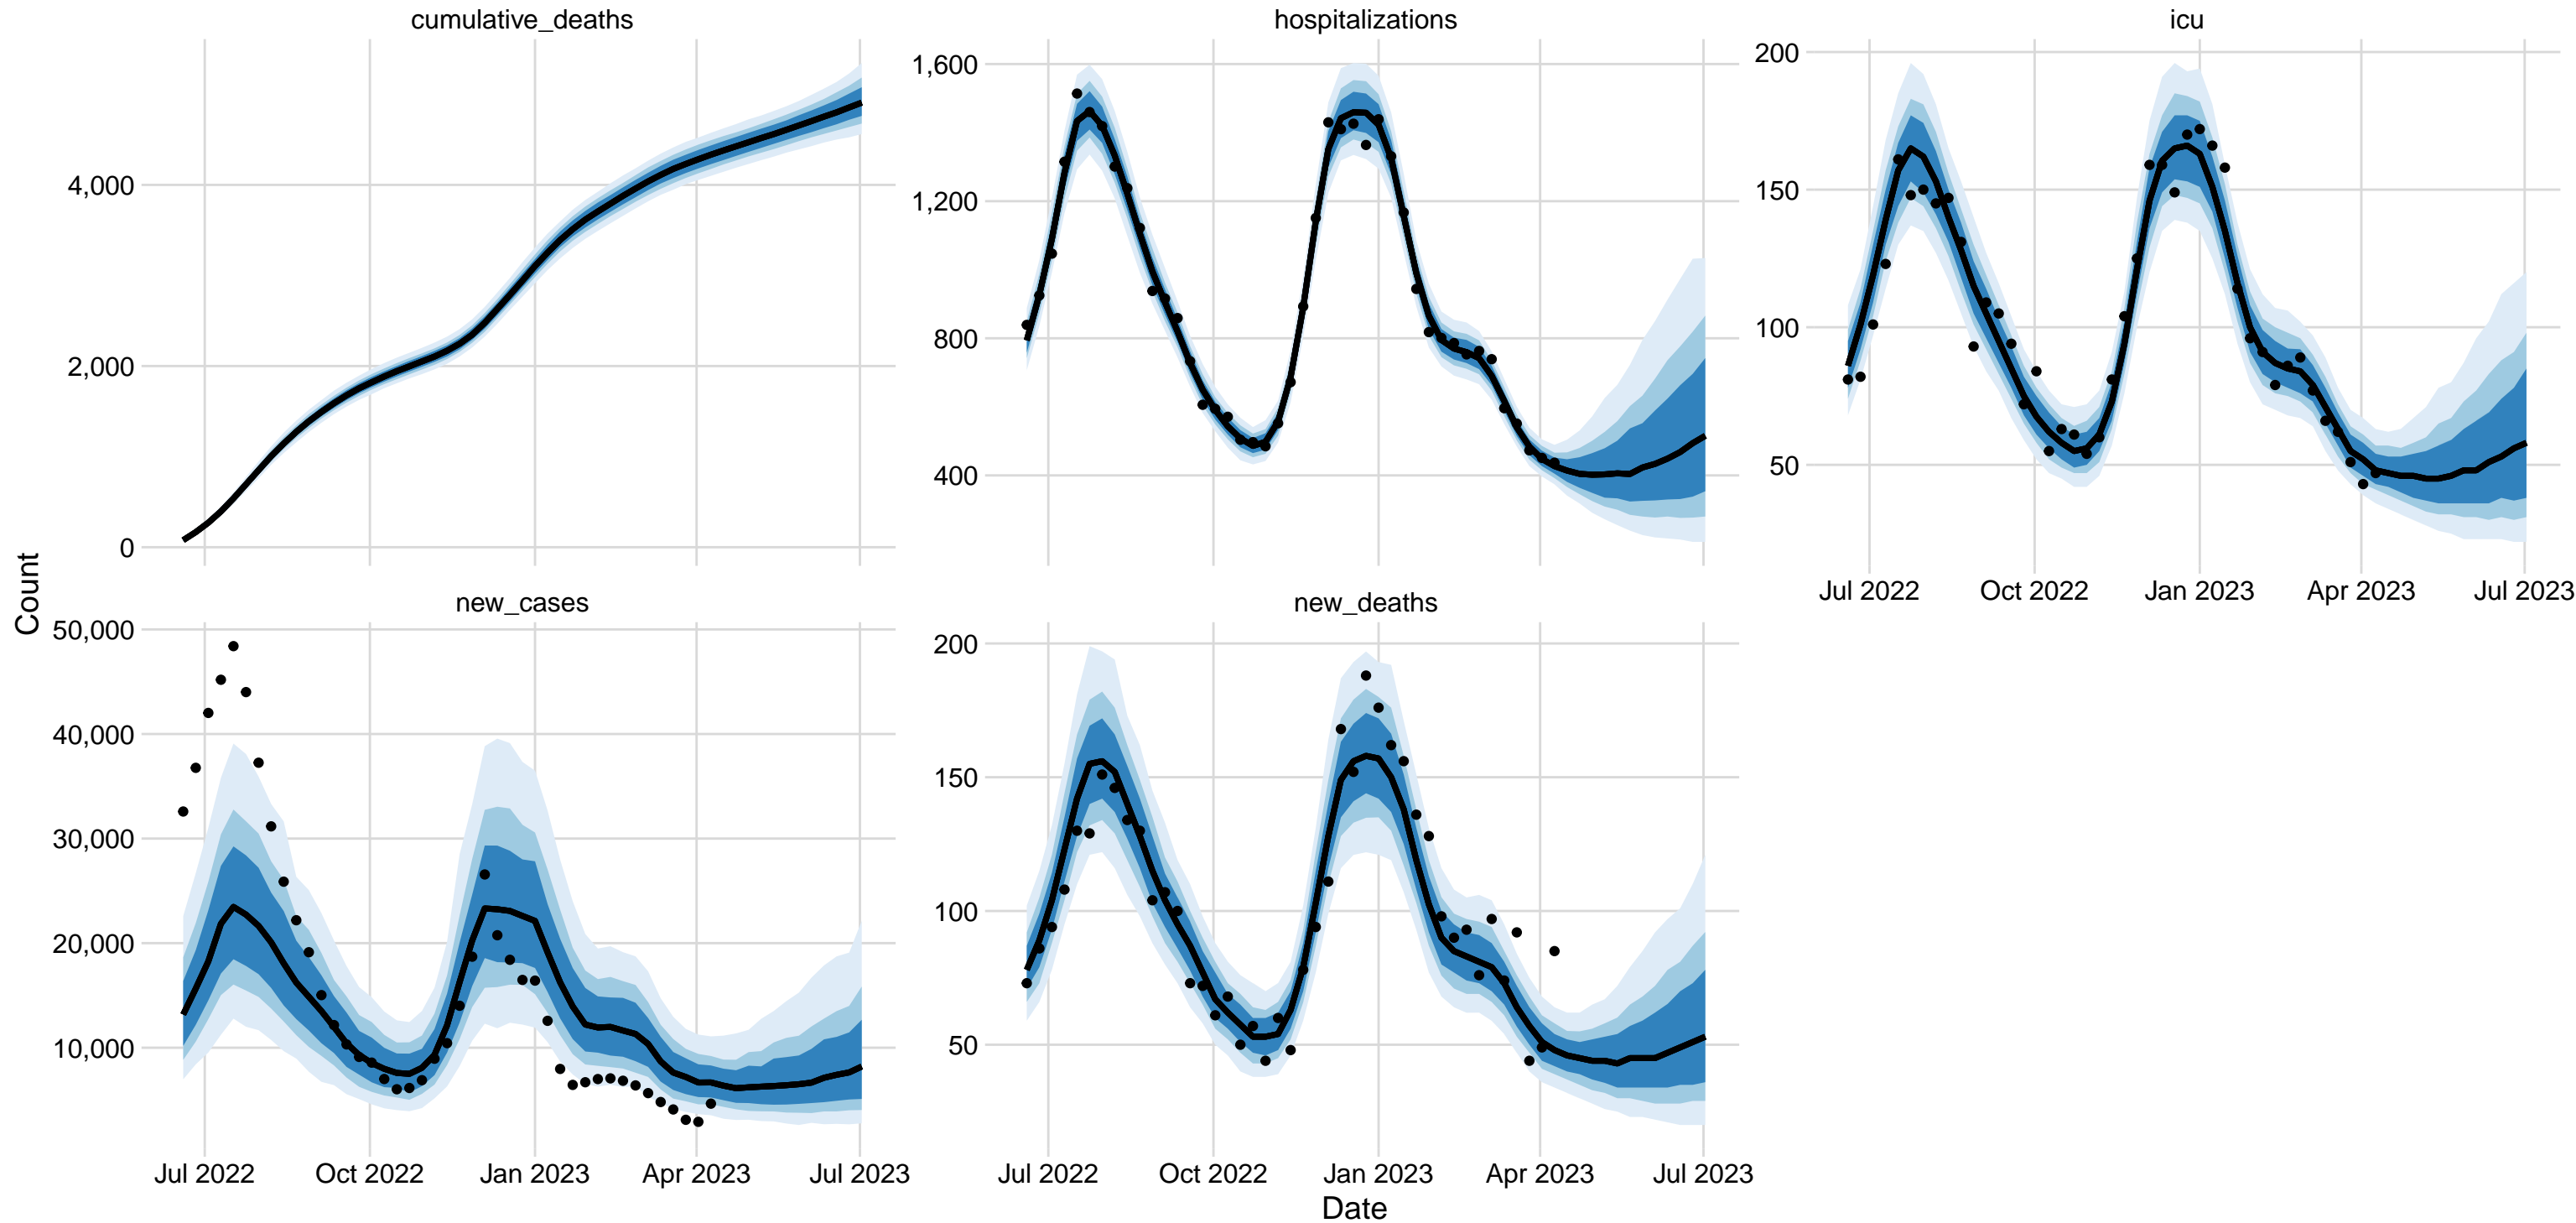 cumulative_deaths
hospitalizations
icu
4,000
2,000
0
1,600
1,200
800
400
200
150
100
50
Jul 2022 Oct 2022 Jan 2023 Apr 2023 Jul 2023
Count
new_cases
new_deaths
50,000
40,000
30,000
20,000
10,000
200
150
100
50
Jul 2022 Oct 2022 Jan 2023 Apr 2023 Jul 2023
Jul 2022 Oct 2022 Jan 2023 Apr 2023 Jul 2023
Date